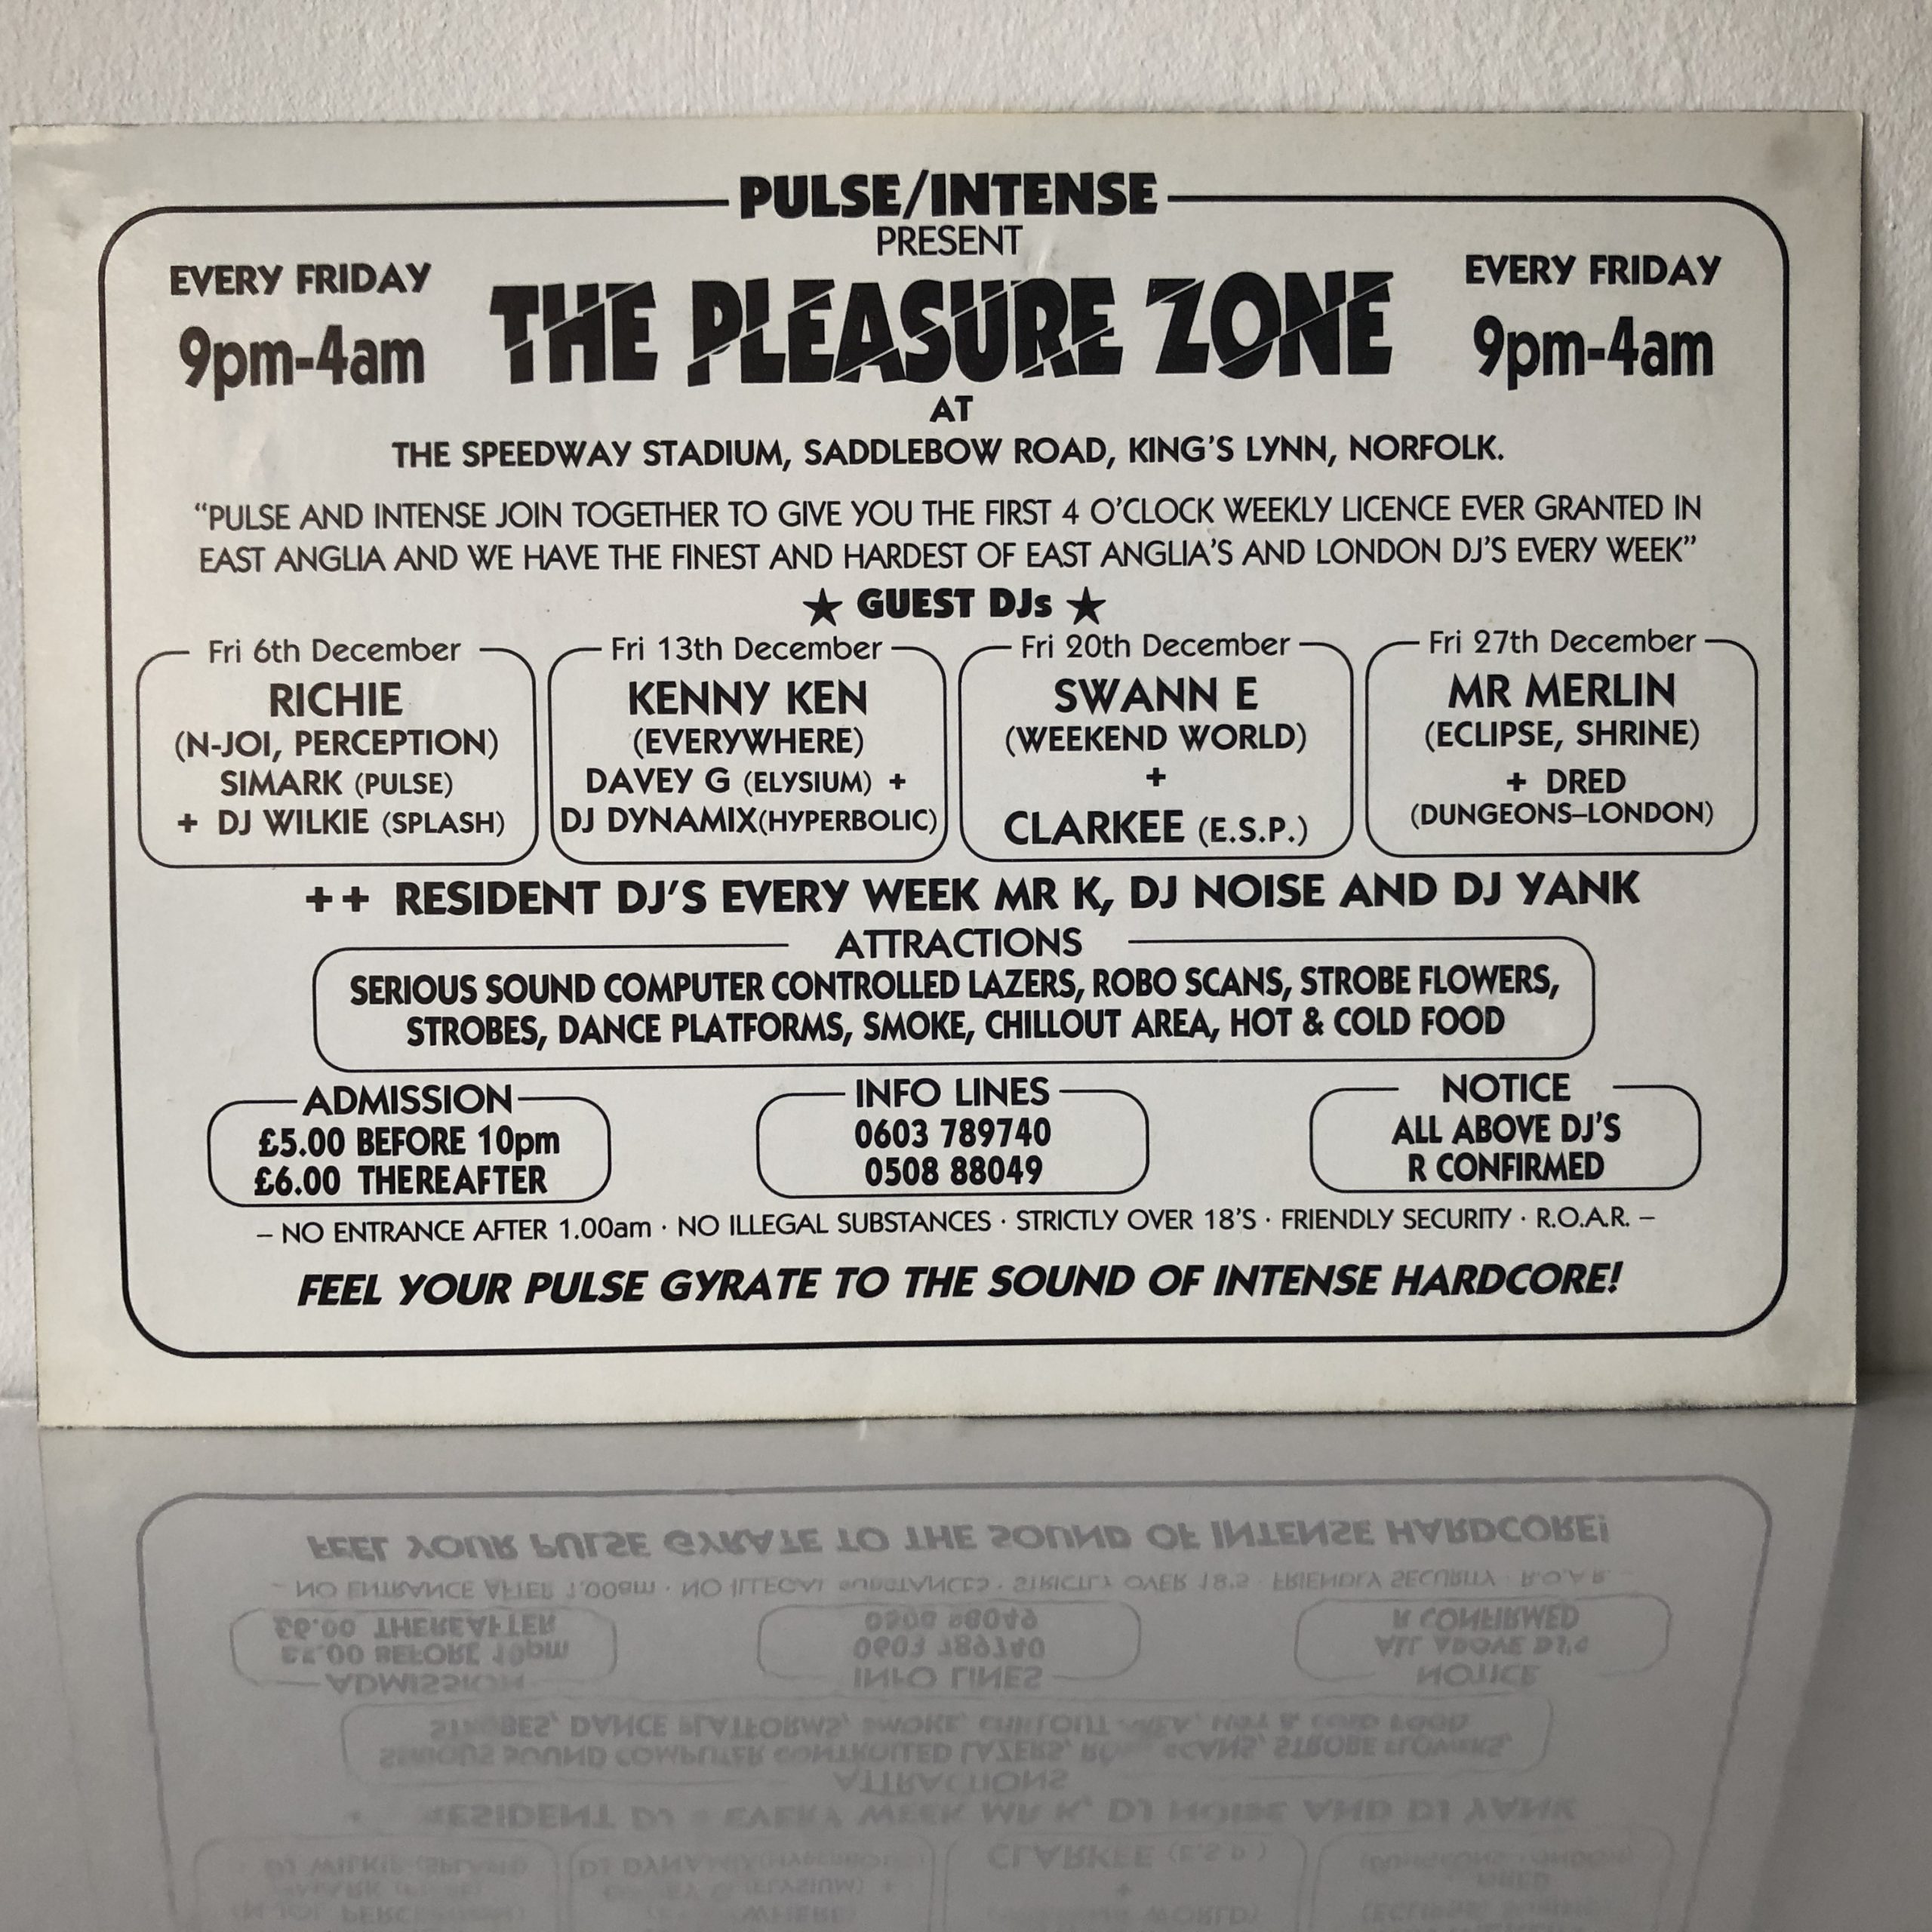 PULSE/INTENSE
PRESENT
EVERY FRIDAY
9pm-4am
THE PLEASURE ZONE
EVERY FRIDAY
9pm-4am
AT
THE SPEEDWAY STADIUM, SADDLEBOW ROAD, KING'S LYNN, NORFOLK.
"PULSE AND INTENSE JOIN TOGETHER TO GIVE YOU THE FIRST 4 O'CLOCK WEEKLY LICENCE EVER GRANTED IN
EAST ANGLIA AND WE HAVE THE FINEST AND HARDEST OF EAST ANGLIA'S AND LONDON DJ'S EVERY WEEK"
★ GUEST DJs ★
Fri 6th December
RICHIE
(N-JOI, PERCEPTION)
SIMARK (PULSE)
+ DJ WILKIE (SPLASH)
Fri 13th December
KENNY KEN
(EVERYWHERE)
DAVEY G (ELYSIUM) +
DJ DYNAMIX(HYPERBOLIC)
Fri 20th December
SWANN E
(WEEKEND WORLD)
+
CLARKEE (E.S.P.)
Fri 27th December
MR MERLIN
(ECLIPSE, SHRINE)
+ DRED
(DUNGEONS–LONDON)
++ RESIDENT DJ'S EVERY WEEK MR K, DJ NOISE AND DJ YANK
ATTRACTIONS
SERIOUS SOUND COMPUTER CONTROLLED LAZERS, ROBO SCANS, STROBE FLOWERS,
STROBES, DANCE PLATFORMS, SMOKE, CHILLOUT AREA, HOT & COLD FOOD
ADMISSION
£5.00 BEFORE 10pm
£6.00 THEREAFTER
INFO LINES
0603 789740
0508 88049
NOTICE
ALL ABOVE DJ'S
R CONFIRMED
– NO ENTRANCE AFTER 1.00am · NO ILLEGAL SUBSTANCES · STRICTLY OVER 18'S · FRIENDLY SECURITY · R.O.A.R. –
FEEL YOUR PULSE GYRATE TO THE SOUND OF INTENSE HARDCORE!